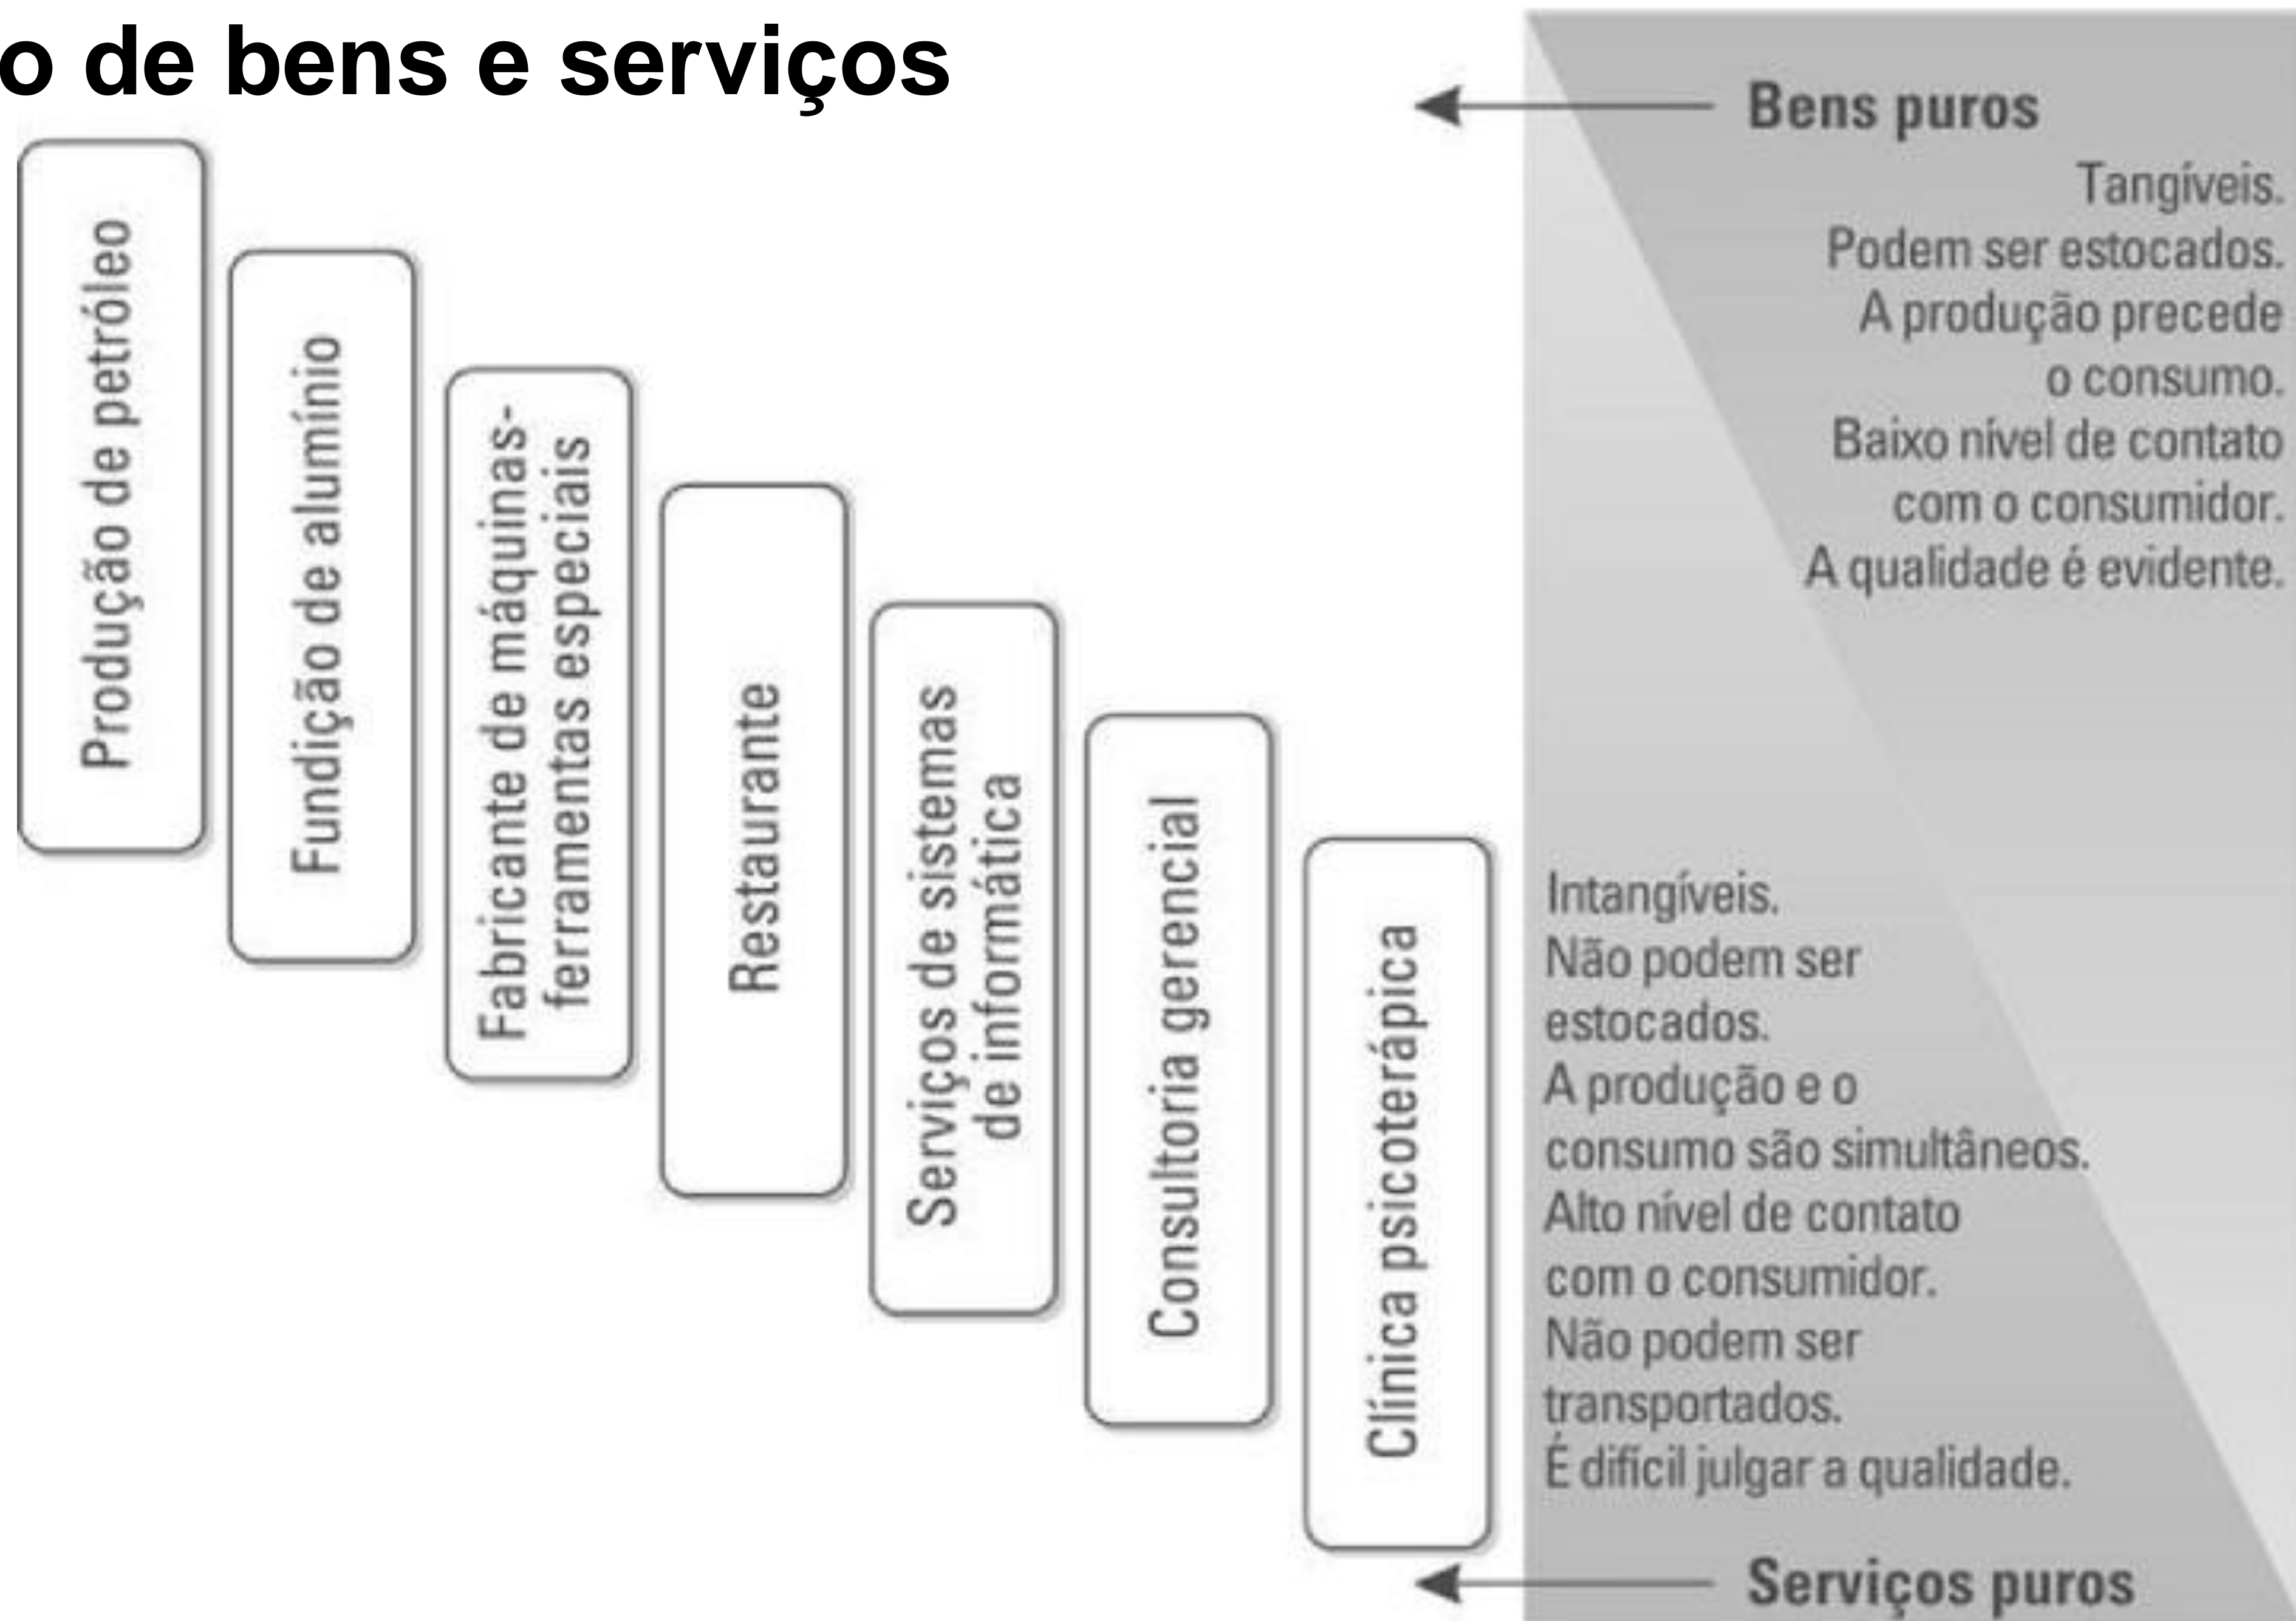 o de bens e serviços
Produção de petróleo
Fundição de alumínio
Fabricante de máquinas-
ferramentas especiais
Restaurante
Serviços de sistemas
de informática
Consultoria gerencial
Clínica psicoterápica
Bens puros
Tangíveis.
Podem ser estocados.
A produção precede
o consumo.
Baixo nível de contato
com o consumidor.
A qualidade é evidente.
Intangíveis.
Não podem ser
estocados.
A produção e o
consumo são simultâneos.
Alto nível de contato
com o consumidor.
Não podem ser
transportados.
É difícil julgar a qualidade.
Serviços puros